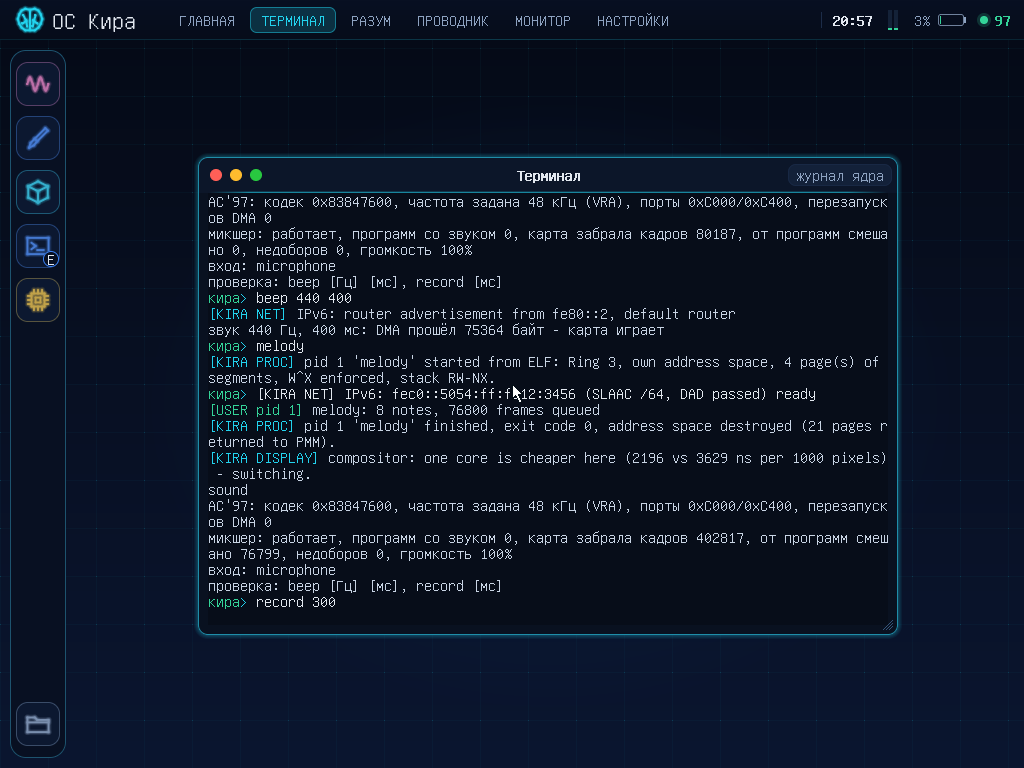 ОС Кира
ГЛАВНАЯ ТЕРМИНАЛ РАЗУМ ПРОВОДНИК МОНИТОР НАСТРОЙКИ
20:57 3% 97
E
Терминал
журнал ядра
AC'97: кодек 0x83847600, частота задана 48 кГц (VRA), порты 0xC000/0xC400, перезапуск
ов DMA 0
микшер: работает, программ со звуком 0, карта забрала кадров 80187, от программ смеша
но 0, недоборов 0, громкость 100%
вход: microphone
проверка: beep [Гц] [мс], record [мс]
кира> beep 440 400
[KIRA NET] IPv6: router advertisement from fe80::2, default router
звук 440 Гц, 400 мс: DMA прошёл 75364 байт - карта играет
кира> melody
[KIRA PROC] pid 1 'melody' started from ELF: Ring 3, own address space, 4 page(s) of
segments, W^X enforced, stack RW-NX.
кира> [KIRA NET] IPv6: fec0::5054:ff:fe12:3456 (SLAAC /64, DAD passed) ready
[USER pid 1] melody: 8 notes, 76800 frames queued
[KIRA PROC] pid 1 'melody' finished, exit code 0, address space destroyed (21 pages r
eturned to PMM).
[KIRA DISPLAY] compositor: one core is cheaper here (2196 vs 3629 ns per 1000 pixels)
- switching.
sound
AC'97: кодек 0x83847600, частота задана 48 кГц (VRA), порты 0xC000/0xC400, перезапуск
ов DMA 0
микшер: работает, программ со звуком 0, карта забрала кадров 402817, от программ смеш
ано 76799, недоборов 0, громкость 100%
вход: microphone
проверка: beep [Гц] [мс], record [мс]
кира> record 300